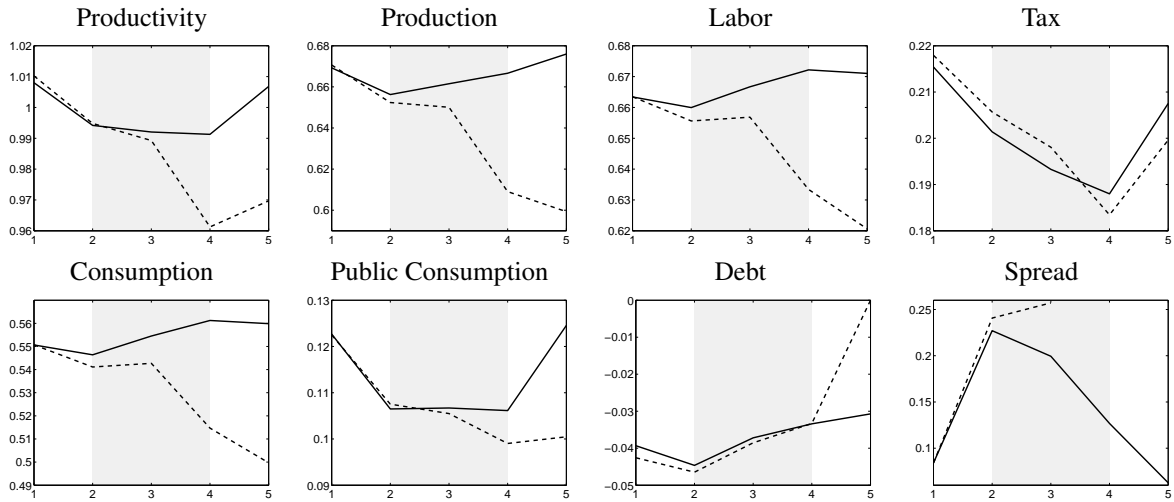 Productivity
Production
Labor
Tax
1.02
1.01
1
0.99
0.98
0.97
0.96
1 2 3 4 5
0.68
0.66
0.64
0.62
0.6
1 2 3 4 5
0.68
0.67
0.66
0.65
0.64
0.63
0.62
1 2 3 4 5
0.22
0.21
0.2
0.19
0.18
1 2 3 4 5
Consumption
Public Consumption
Debt
Spread
0.56
0.55
0.54
0.53
0.52
0.51
0.5
0.49
1 2 3 4 5
0.13
0.12
0.11
0.1
0.09
1 2 3 4 5
0
−0.01
−0.02
−0.03
−0.04
−0.05
1 2 3 4 5
0.25
0.2
0.15
0.1
1 2 3 4 5